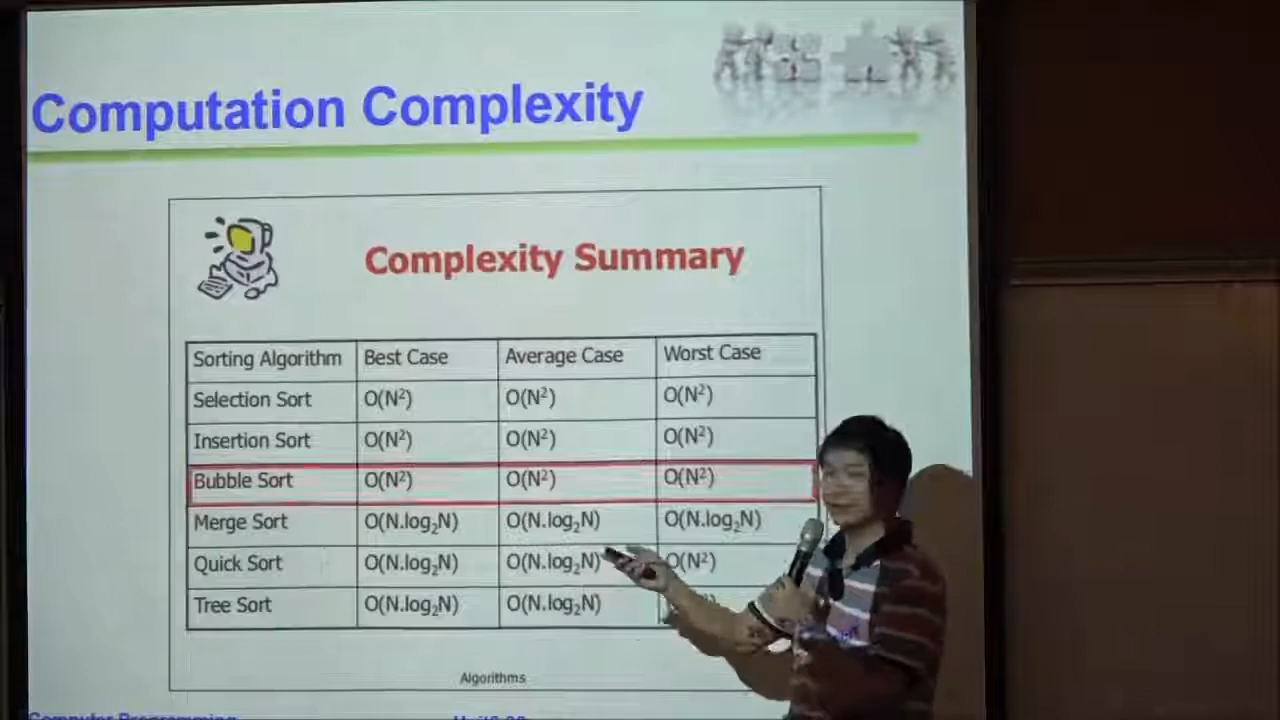 Computation Complexity
Complexity Summary
Sorting Algorithm Best Case Average Case Worst Case
Selection Sort O(N²) O(N²) O(N²)
Insertion Sort O(N²) O(N²) O(N²)
Bubble Sort O(N²) O(N²) O(N²)
Merge Sort O(N.log₂N) O(N.log₂N) O(N.log₂N)
Quick Sort O(N.log₂N) O(N.log₂N) O(N²)
Tree Sort O(N.log₂N) O(N.log₂N)
Algorithms
Computer Programming